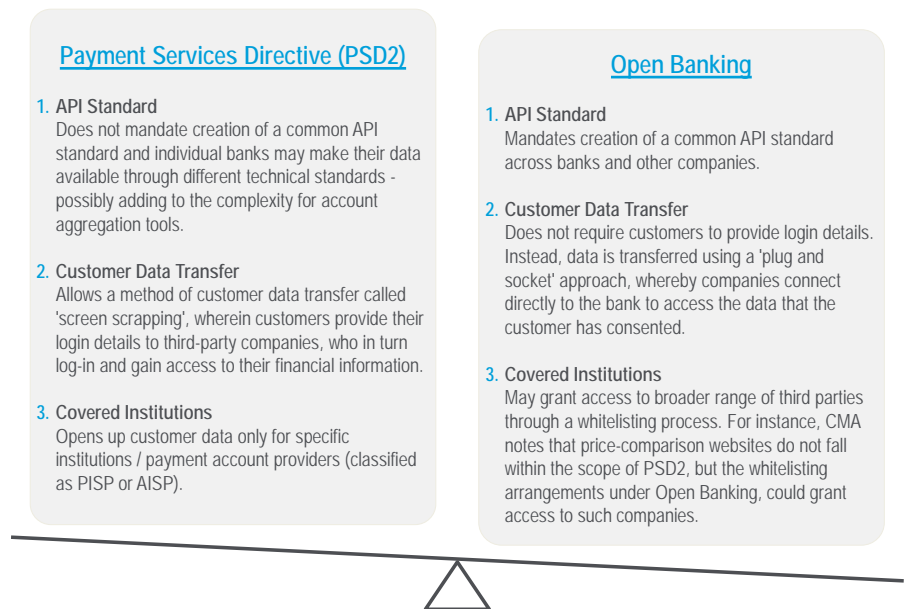 Payment Services Directive (PSD2)
1. API Standard
Does not mandate creation of a common API
standard and individual banks may make their data
available through different technical standards -
possibly adding to the complexity for account
aggregation tools.
2. Customer Data Transfer
Allows a method of customer data transfer called
'screen scrapping', wherein customers provide their
login details to third-party companies, who in turn
log-in and gain access to their financial information.
3. Covered Institutions
Opens up customer data only for specific
institutions / payment account providers (classified
as PISP or AISP).
Open Banking
1. API Standard
Mandates creation of a common API standard
across banks and other companies.
2. Customer Data Transfer
Does not require customers to provide login details.
Instead, data is transferred using a 'plug and
socket' approach, whereby companies connect
directly to the bank to access the data that the
customer has consented.
3. Covered Institutions
May grant access to broader range of third parties
through a whitelisting process. For instance, CMA
notes that price-comparison websites do not fall
within the scope of PSD2, but the whitelisting
arrangements under Open Banking, could grant
access to such companies.